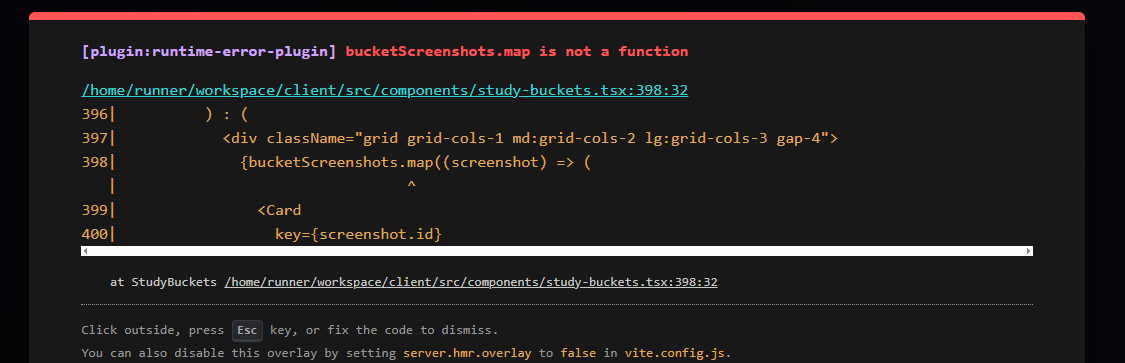 [plugin:runtime-error-plugin] bucketScreenshots.map is not a function
/home/runner/workspace/client/src/components/study-buckets.tsx:398:32
396|          ) : (
397|            <div className="grid grid-cols-1 md:grid-cols-2 lg:grid-cols-3 gap-4">
398|              {bucketScreenshots.map((screenshot) => (
   |                                ^
399|                <Card
400|                  key={screenshot.id}
at StudyBuckets /home/runner/workspace/client/src/components/study-buckets.tsx:398:32
Click outside, press Esc key, or fix the code to dismiss.
You can also disable this overlay by setting server.hmr.overlay to false in vite.config.js.